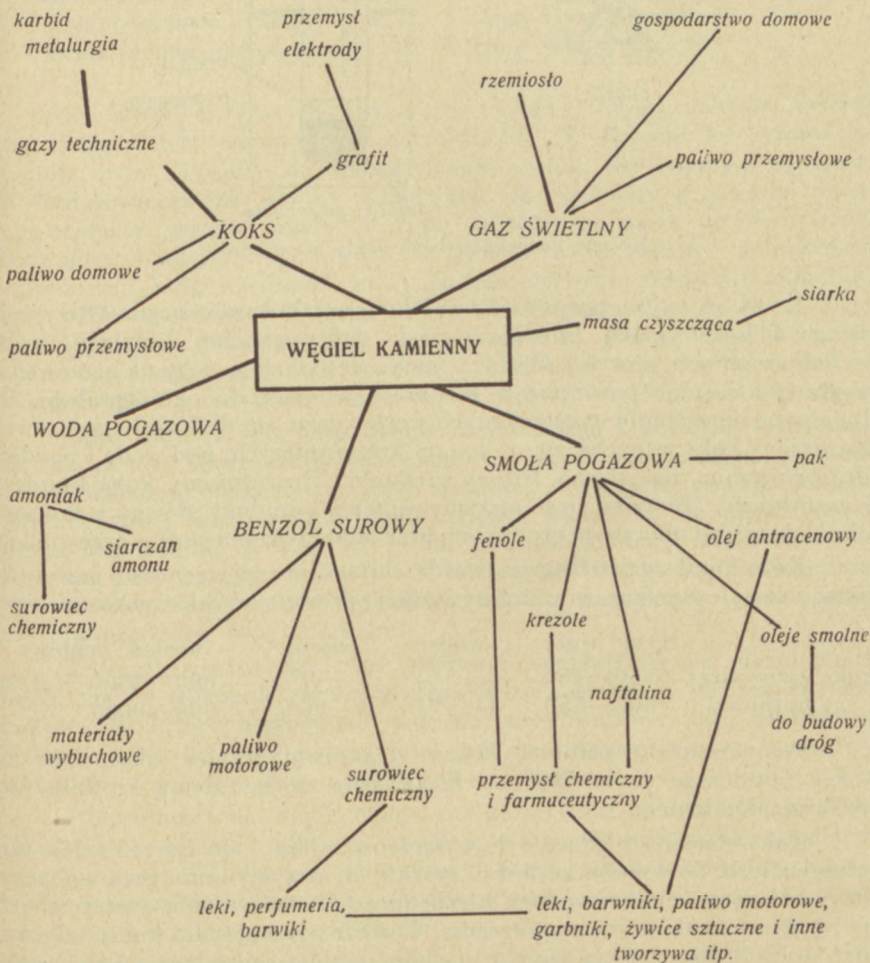 karbid
metalurgia
przemysł
elektrody
gospodarstwo domowe
rzemiosło
gazy techniczne
grafit
paliwo przemysłowe
KOKS
GAZ ŚWIETLNY
paliwo domowe
siarka
masa czyszcząca
paliwo przemysłowe
WĘGIEL KAMIENNY
WODA POGAZOWA
SMOŁA POGAZOWA
pak
amoniak
BENZOL SUROWY
fenole
olej antracenowy
siarczan
amonu
surowiec
chemiczny
krezole
oleje smolne
naftalina
do budowy
dróg
materiały
wybuchowe
paliwo
motorowe
surowiec
chemiczny
przemysł chemiczny
i farmaceutyczny
leki, perfumeria,
barwiki
leki, barwniki, paliwo motorowe,
garbniki, żywice sztuczne i inne
tworzywa itp.